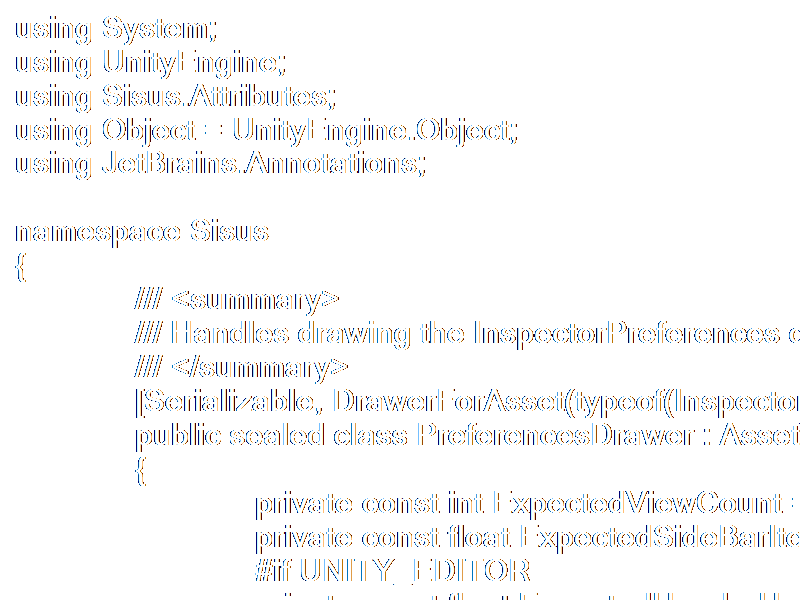 using System;
using UnityEngine;
using Sisus.Attributes;
using Object = UnityEngine.Object;
using JetBrains.Annotations;

namespace Sisus
{
/// <summary>
/// Handles drawing the InspectorPreferences
/// </summary>
[Serializable, DrawerForAsset(typeof(Inspector
public sealed class PreferencesDrawer : Asset
{
private const int ExpectedViewCount =
private const float ExpectedSideBarIte
#if UNITY_EDITOR